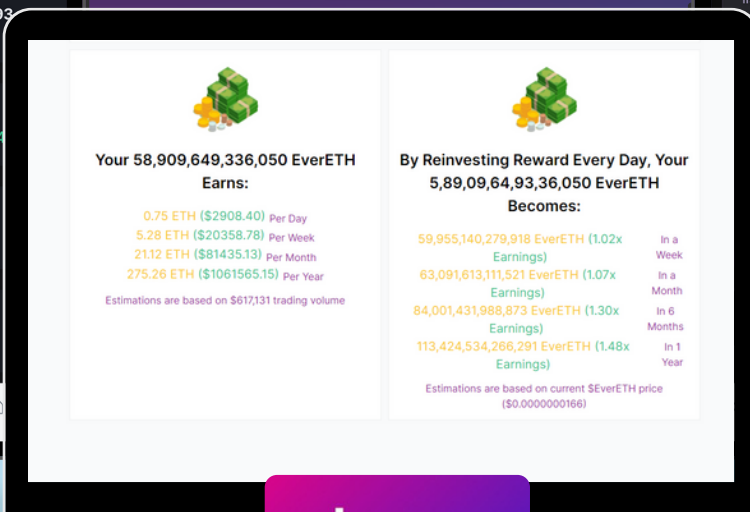 Your 58,909,649,336,050 EverETH
Earns:
0.75 ETH ($2908.40) Per Day
5.28 ETH ($20358.78) Per Week
21.12 ETH ($81435.13) Per Month
275.26 ETH ($1061565.15) Per Year
Estimations are based on $617,131 trading volume
By Reinvesting Reward Every Day, Your
5,89,09,64,93,36,050 EverETH
Becomes:
59,955,140,279,918 EverETH (1.02x
Earnings)
In a
Week
63,091,613,111,521 EverETH (1.07x
Earnings)
In a
Month
84,001,431,988,873 EverETH (1.30x
Earnings)
In 6
Months
113,424,534,266,291 EverETH (1.48x
Earnings)
In 1
Year
Estimations are based on current $EverETH price
($0.0000000166)